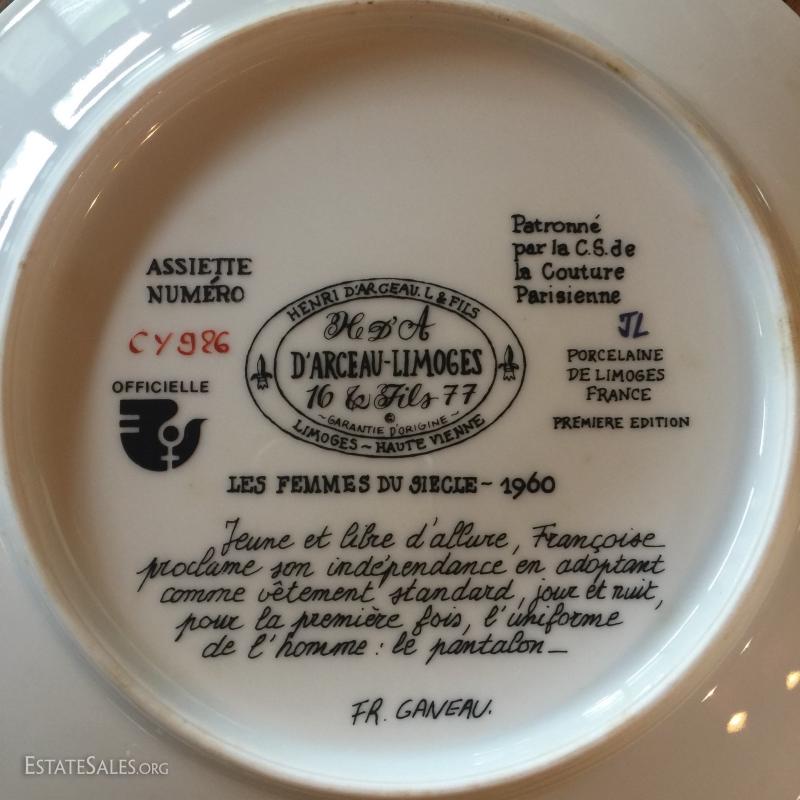 Patronné
par la C.S. de
la Couture
Parisienne
ASSIETTE
NUMÉRO
CY986
OFFICIELLE
HENRI D'ARCEAU. L & FILS
H D'A
D'ARCEAU-LIMOGES
16 & Fils 77
©
~GARANTIE D'ORIGINE~
LIMOGES ~ HAUTE VIENNE
JL
PORCELAINE
DE LIMOGES
FRANCE
PREMIERE EDITION
LES FEMMES DU SIECLE ~ 1960
Jeune et libre d'allure, Françoise
proclame son indépendance en adoptant
comme vêtement standard, jour et nuit,
pour la première fois, l'uniforme
de l'homme : le pantalon_
FR. GANEAU.
ESTATESALES.ORG